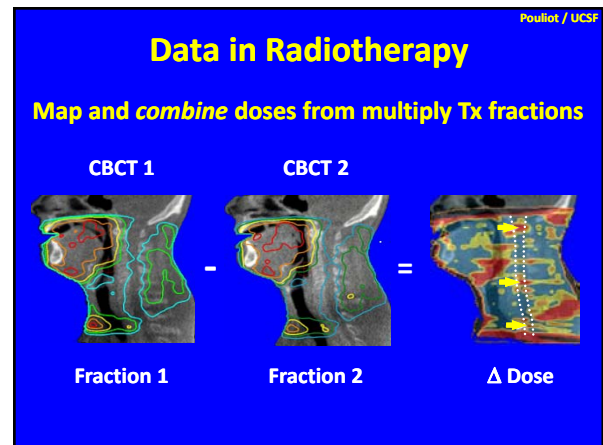 Pouliot / UCSF
Data in Radiotherapy
Map and combine doses from multiply Tx fractions
CBCT 1 CBCT 2
- =
Fraction 1 Fraction 2 Δ Dose